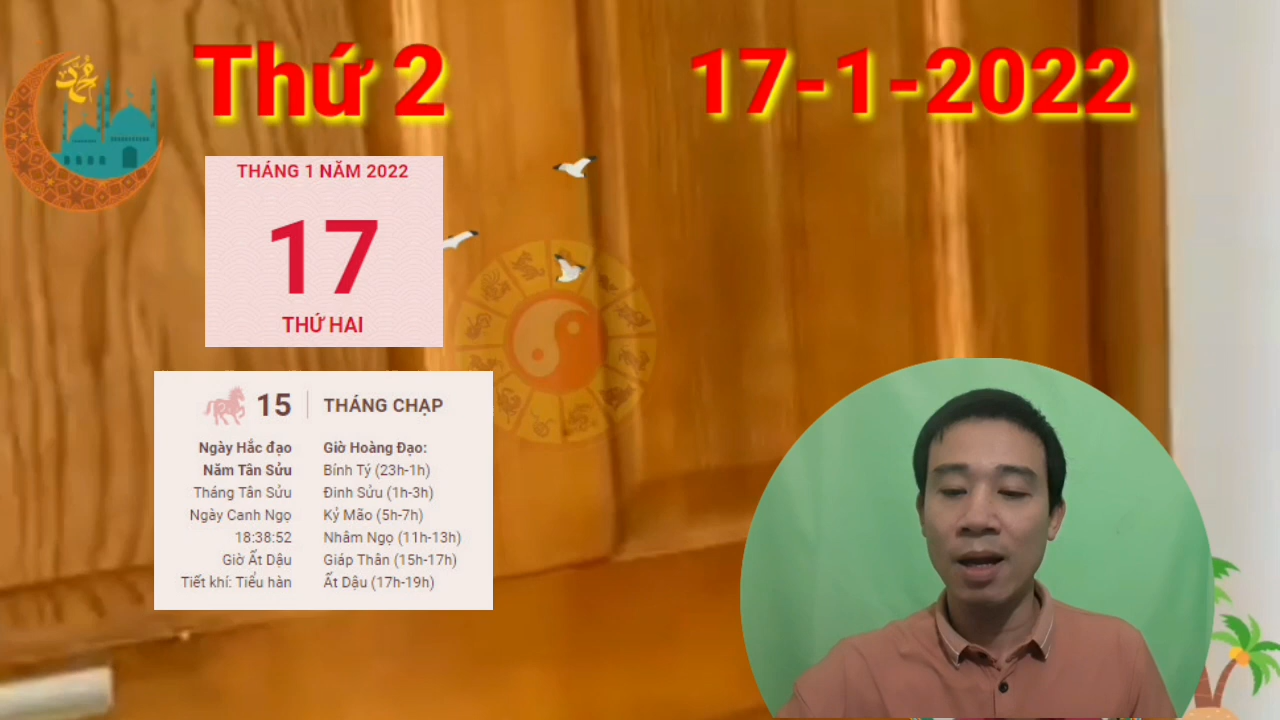 Thứ 2
17-1-2022
THÁNG 1 NĂM 2022
17
THỨ HAI
15
THÁNG CHẠP
Ngày Hắc đạo
Năm Tân Sửu
Tháng Tân Sửu
Ngày Canh Ngọ
18:38:52
Giờ Ất Dậu
Tiết khí: Tiểu hàn
Giờ Hoàng Đạo:
Bính Tý (23h-1h)
Đinh Sửu (1h-3h)
Kỷ Mão (5h-7h)
Nhâm Ngọ (11h-13h)
Giáp Thân (15h-17h)
Ất Dậu (17h-19h)